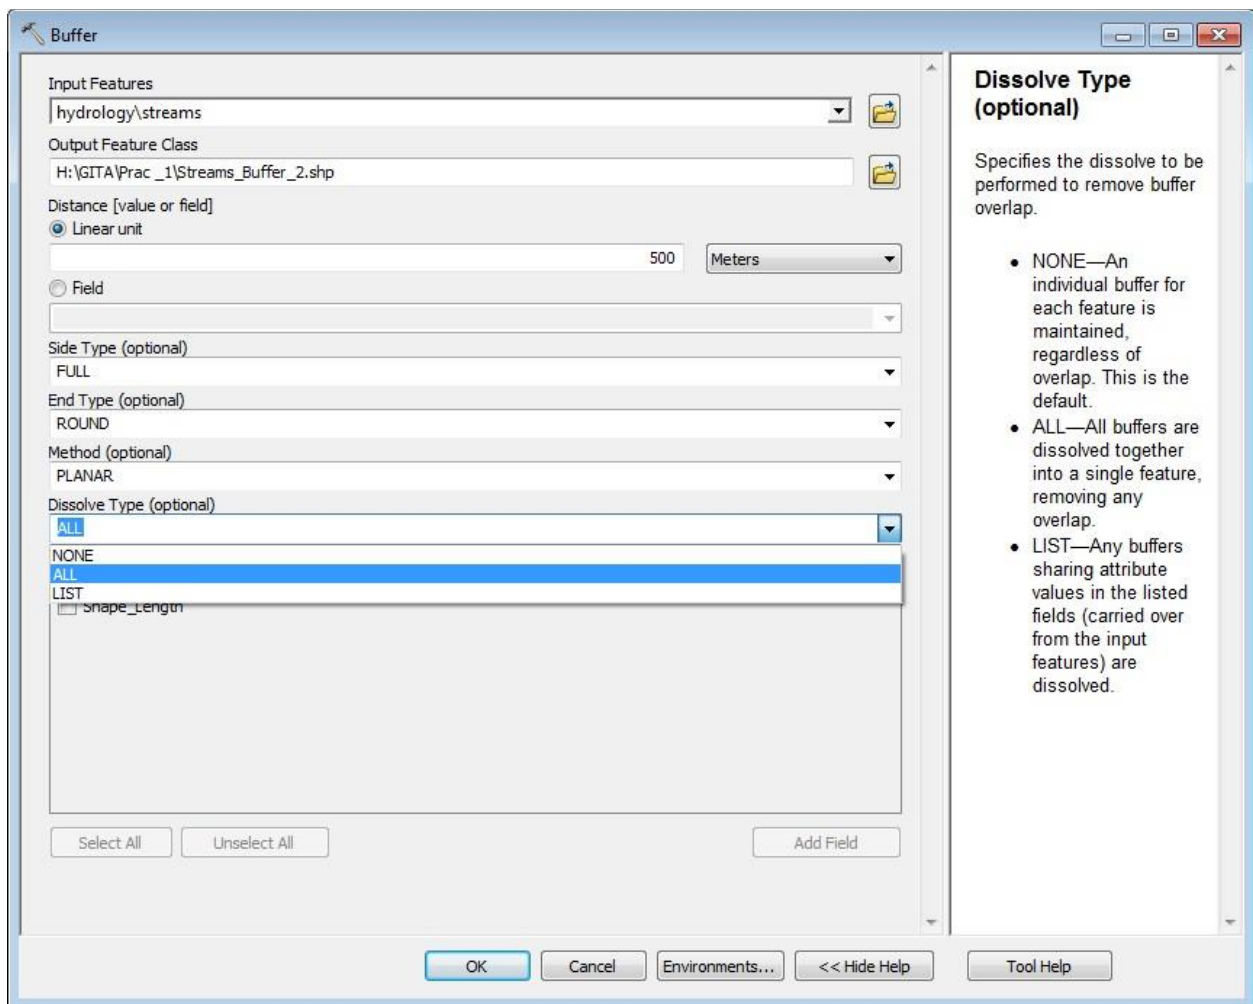 Buffer
Input Features
hydrology\streams
Output Feature Class
H:\GITA\Prac _1\Streams_Buffer_2.shp
Distance [value or field]
Linear unit
500 Meters
Field
Side Type (optional)
FULL
End Type (optional)
ROUND
Method (optional)
PLANAR
Dissolve Type (optional)
ALL
NONE
ALL
LIST
Shape_Length
Select All Unselect All Add Field
OK Cancel Environments... << Hide Help Tool Help
Dissolve Type
(optional)
Specifies the dissolve to be
performed to remove buffer
overlap.
• NONE—An
individual buffer for
each feature is
maintained,
regardless of
overlap. This is the
default.
• ALL—All buffers are
dissolved together
into a single feature,
removing any
overlap.
• LIST—Any buffers
sharing attribute
values in the listed
fields (carried over
from the input
features) are
dissolved.